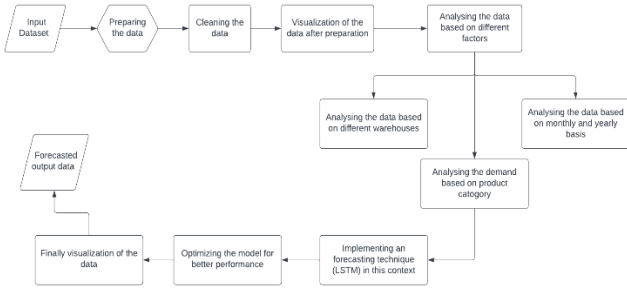 Input
Dataset
Preparing
the data
Cleaning the
data
Visualization of the
data after preparation
Analysing the data
based on different
factors
Analysing the data based
on different warehouses
Analysing the data based
on monthly and yearly
basis
Analysing the demand
based on product
catogory
Forecasted
output data
Finally visualization of the
data
Optimizing the model for
better performance
Implementing an
forecasting technique
(LSTM) in this context